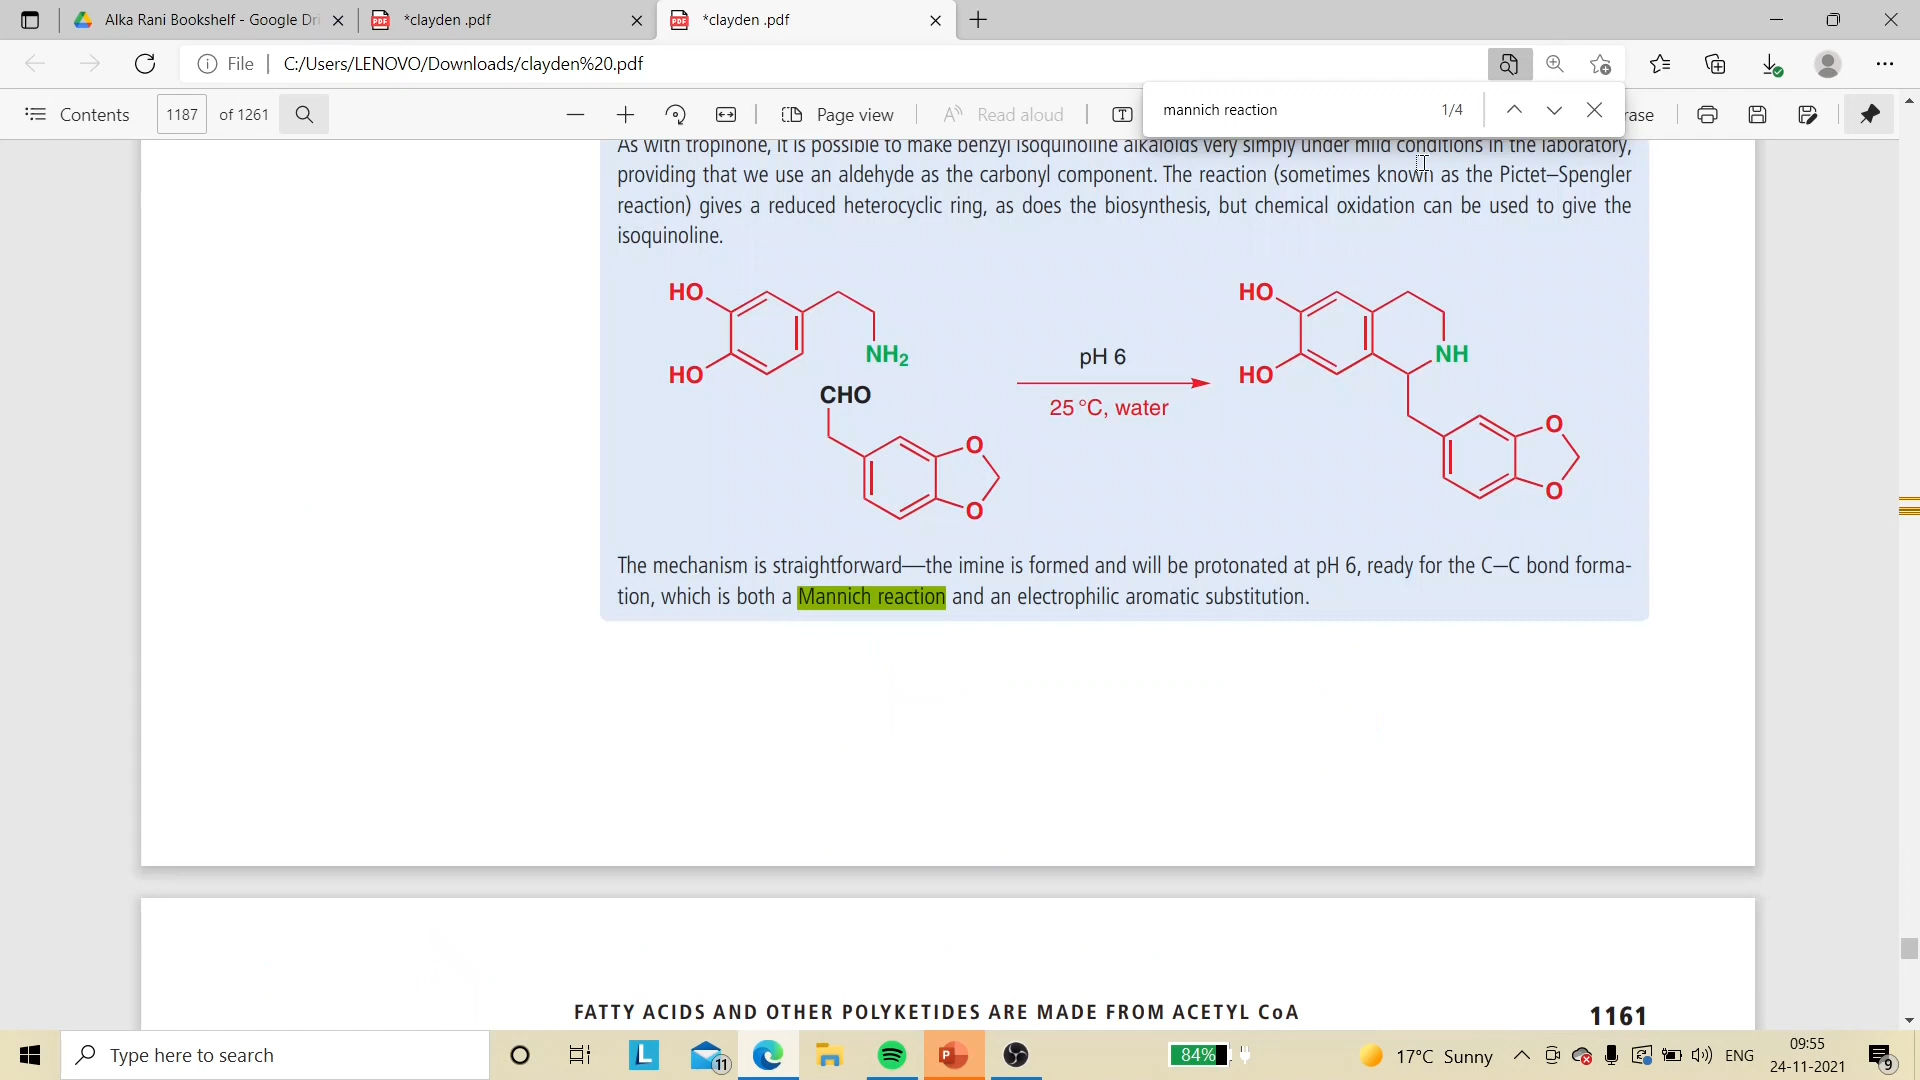 Alka Rani Bookshelf - Google Dri
*clayden .pdf
*clayden .pdf
File
C:/Users/LENOVO/Downloads/clayden%20.pdf
Contents
1187
of 1261
Page view
Read aloud
mannich reaction
1/4
rase
As with tropinone, it is possible to make benzyl isoquinoline alkaloids very simply under mild conditions in the laboratory,
providing that we use an aldehyde as the carbonyl component. The reaction (sometimes known as the Pictet–Spengler
reaction) gives a reduced heterocyclic ring, as does the biosynthesis, but chemical oxidation can be used to give the
isoquinoline.
HO
HO
NH2
CHO
O
O
pH 6
25 °C, water
HO
HO
NH
O
O
The mechanism is straightforward—the imine is formed and will be protonated at pH 6, ready for the C–C bond forma-
tion, which is both a Mannich reaction and an electrophilic aromatic substitution.
FATTY ACIDS AND OTHER POLYKETIDES ARE MADE FROM ACETYL CoA
1161
Type here to search
L
11
84%
17°C Sunny
ENG
09:55
24-11-2021
9